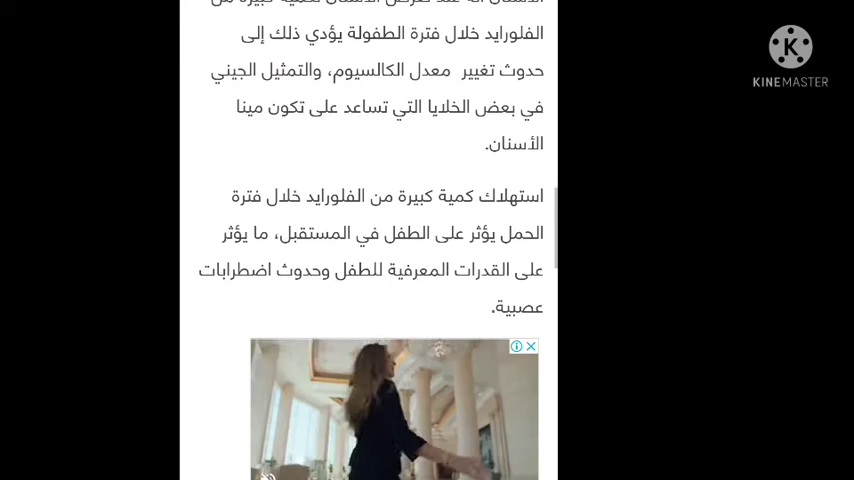 الفلورايد خلال فترة الطفولة يؤدي ذلك إلى
حدوث تغيير معدل الكالسيوم، والتمثيل الجيني
في بعض الخلايا التي تساعد على تكون مينا
الأسنان.
استهلاك كمية كبيرة من الفلورايد خلال فترة
الحمل يؤثر على الطفل في المستقبل، ما يؤثر
على القدرات المعرفية للطفل وحدوث اضطرابات
عصبية.
K
KINEMASTER